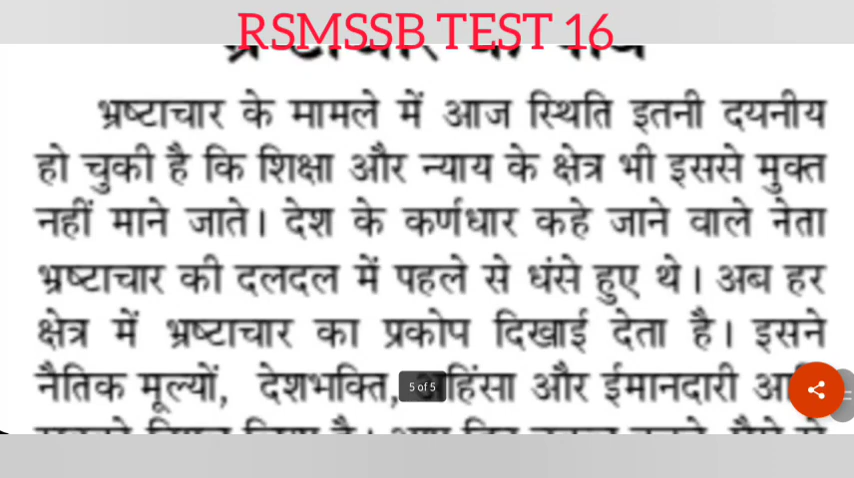 RSMSSB TEST 16
भ्रष्टाचार के मामले में आज स्थिति इतनी दयनीय
हो चुकी है कि शिक्षा और न्याय के क्षेत्र भी इससे मुक्त
नहीं माने जाते। देश के कर्णधार कहे जाने वाले नेता
भ्रष्टाचार की दलदल में पहले से धंसे हुए थे। अब हर
क्षेत्र में भ्रष्टाचार का प्रकोप दिखाई देता है। इसने
नैतिक मूल्यों, देशभक्ति, और ईमानदारी
5 of 5